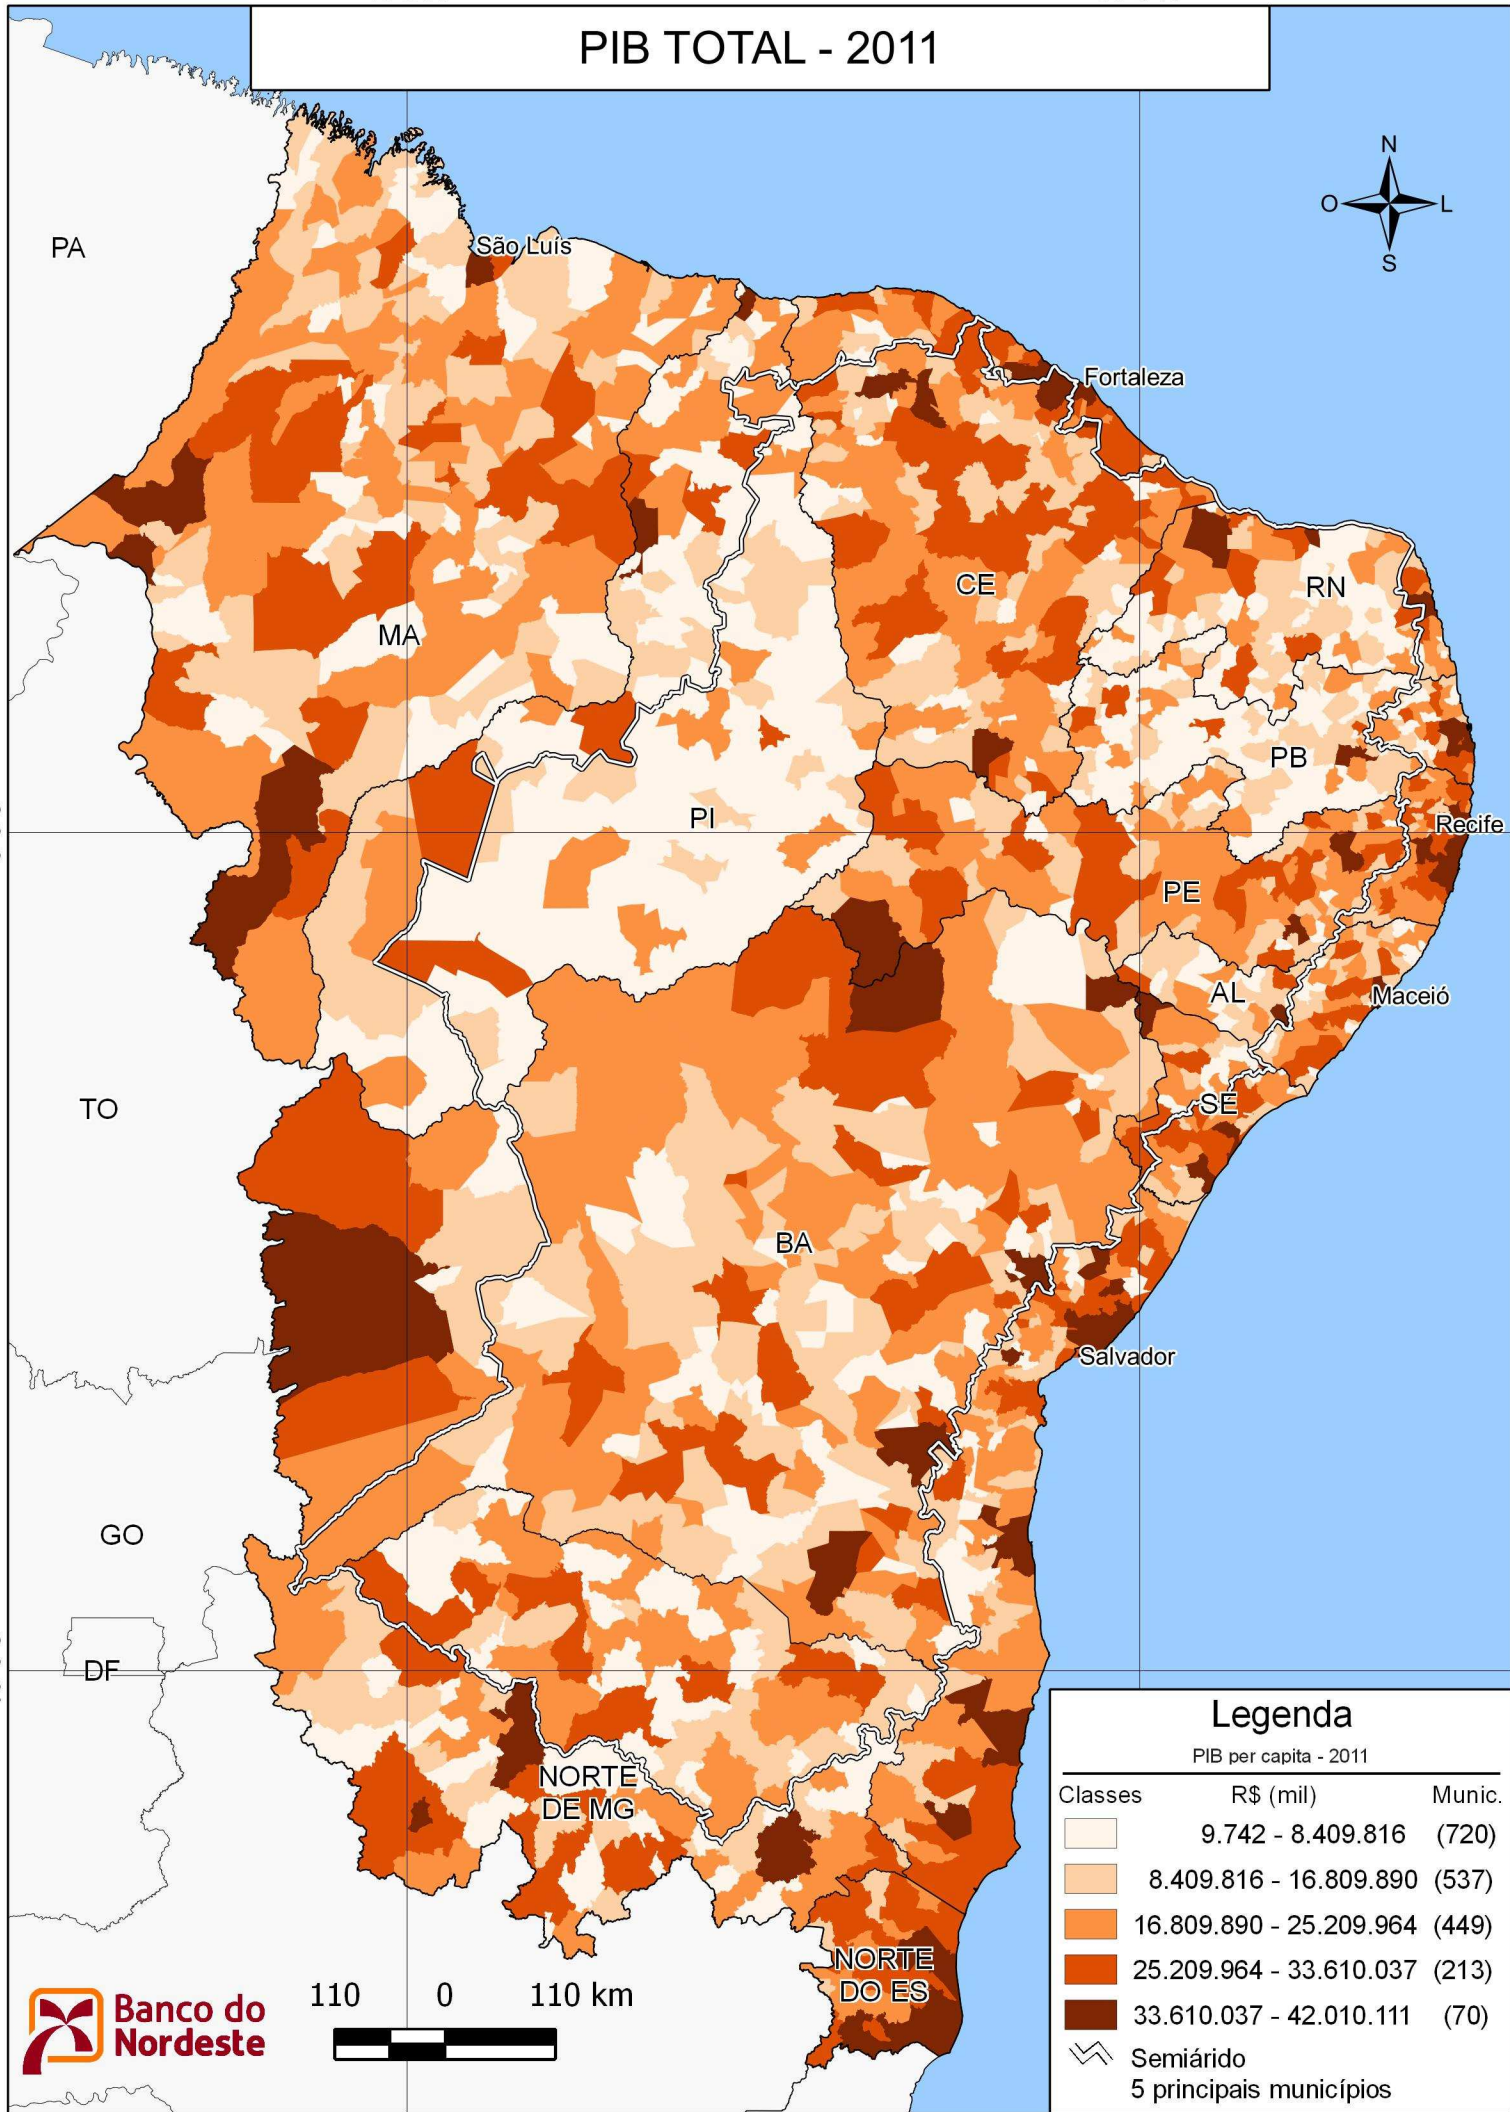 PIB TOTAL - 2011
N
O
L
S
PA
São Luís
Fortaleza
CE
RN
MA
PB
PI
Recife
PE
AL
Maceió
TO
SE
BA
Salvador
GO
DF
NORTE
DE MG
NORTE
DO ES
Legenda
PIB per capita - 2011
Classes R$ (mil) Munic.
9.742 - 8.409.816 (720)
8.409.816 - 16.809.890 (537)
16.809.890 - 25.209.964 (449)
25.209.964 - 33.610.037 (213)
33.610.037 - 42.010.111 (70)
Semiárido
5 principais municípios
110 0 110 km
Banco do
Nordeste